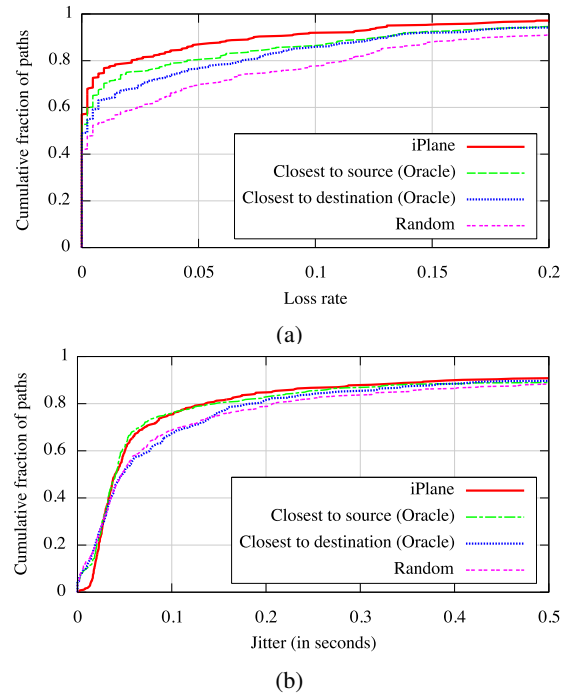 1
0.8
0.6
0.4
0.2
0
Cumulative fraction of paths
iPlane
Closest to source (Oracle)
Closest to destination (Oracle)
Random
0 0.05 0.1 0.15 0.2
Loss rate
(a)
1
0.8
0.6
0.4
0.2
0
Cumulative fraction of paths
iPlane
Closest to source (Oracle)
Closest to destination (Oracle)
Random
0 0.1 0.2 0.3 0.4 0.5
Jitter (in seconds)
(b)